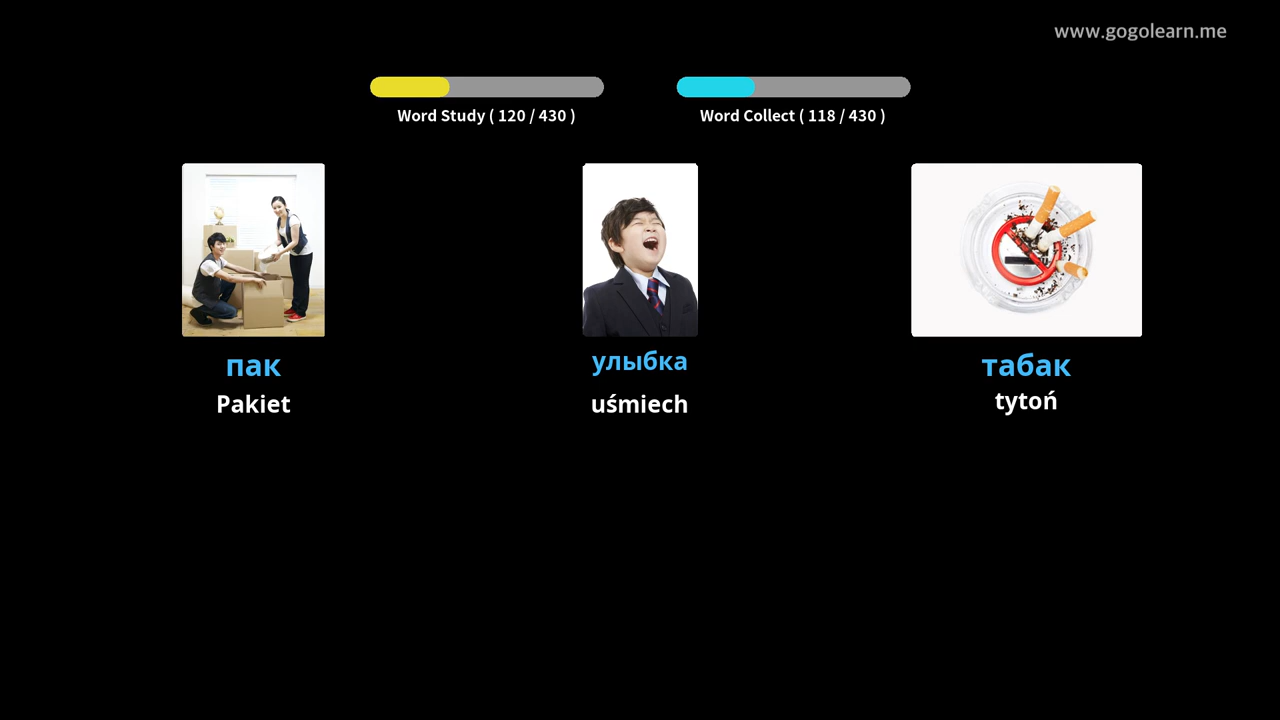 www.gogolearn.me
Word Study ( 120 / 430 )
Word Collect ( 118 / 430 )
пак
Pakiet
улыбка
uśmiech
табак
tytoń